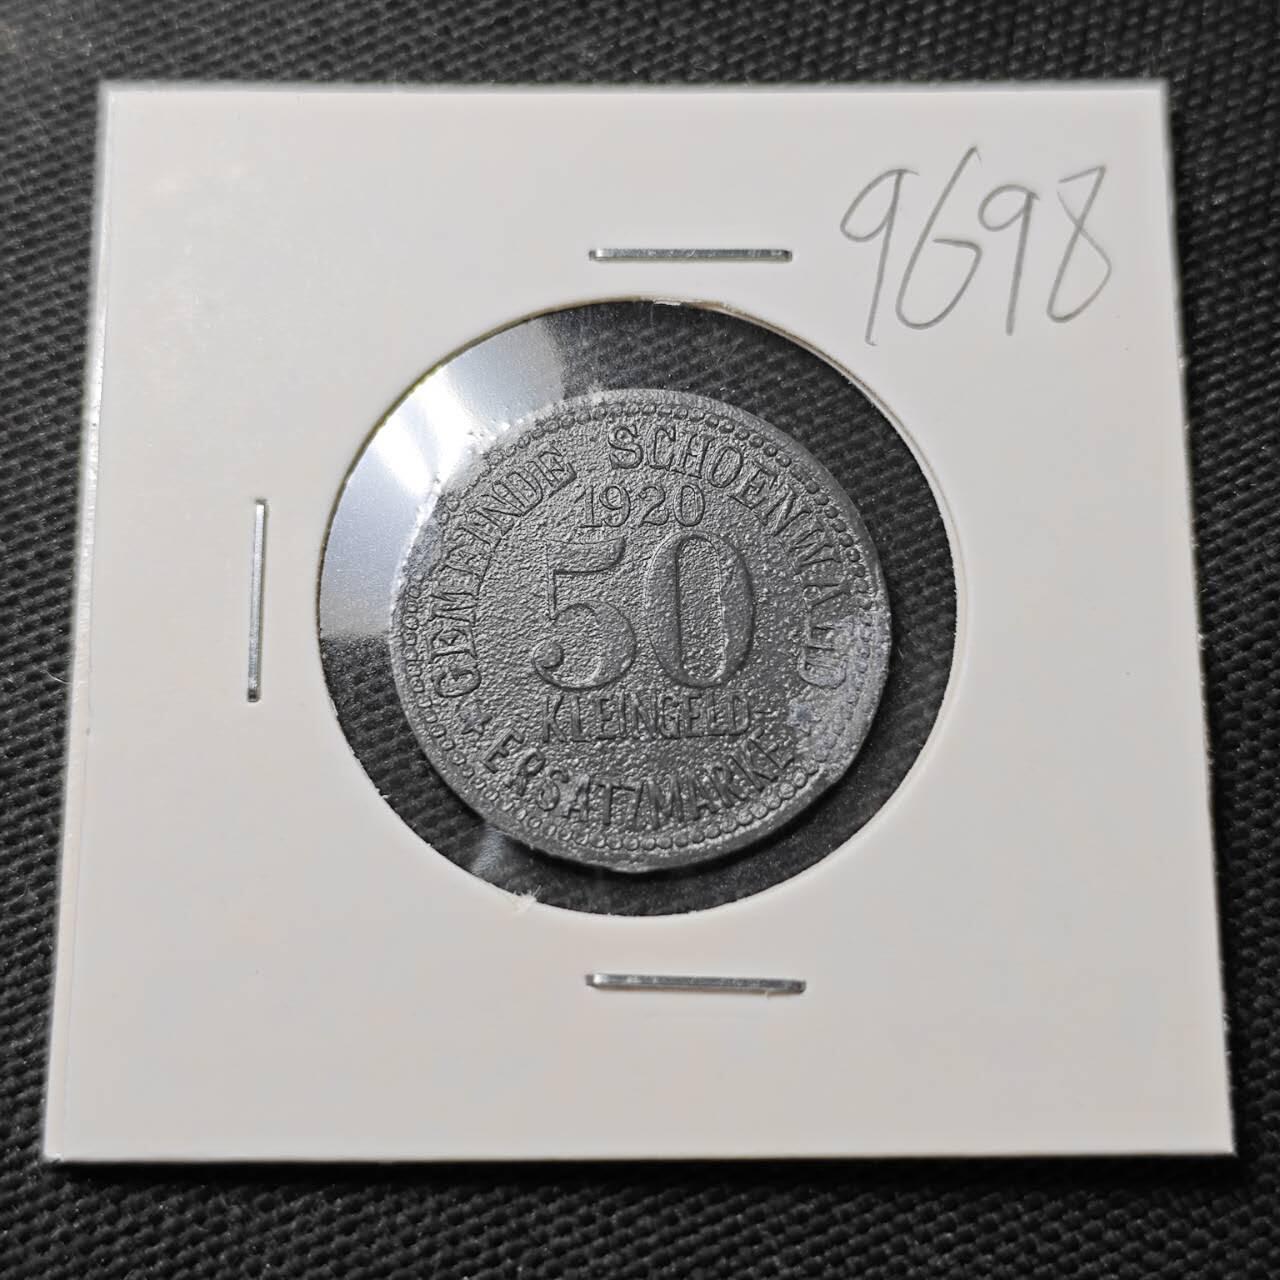 9698
GEMEINDE SCHOENWALD
1920
50
KLEINGELD-
ERSATZMARKE